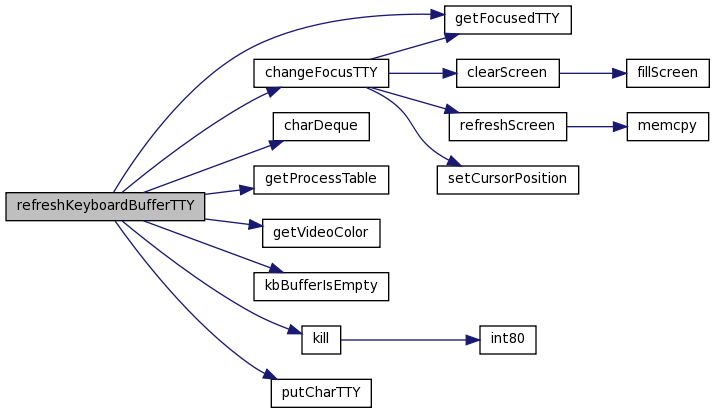 getFocusedTTY
changeFocusTTY
clearScreen
fillScreen
charDeque
refreshScreen
memcpy
getProcessTable
setCursorPosition
refreshKeyboardBufferTTY
getVideoColor
kbBufferIsEmpty
kill
int80
putCharTTY